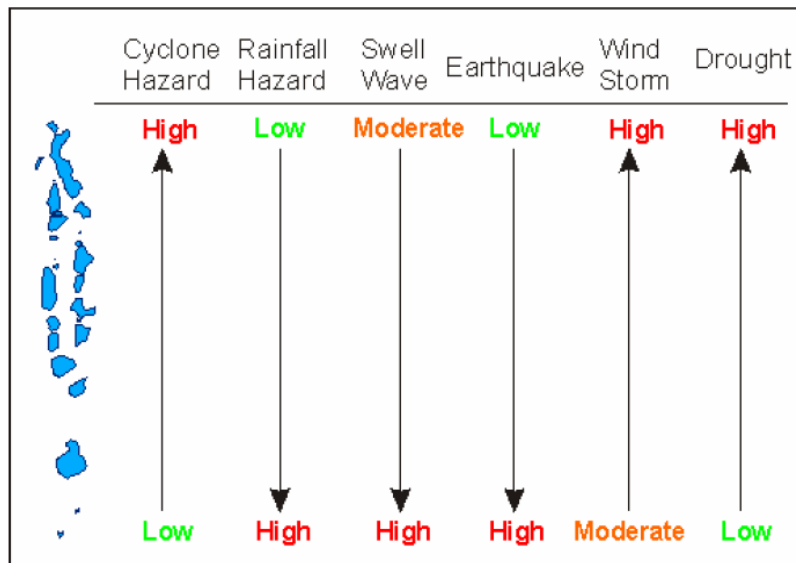 Cyclone Hazard
Rainfall Hazard
Swell Wave
Earthquake
Wind Storm
Drought
High Low Moderate Low High High
Low High High High Moderate Low